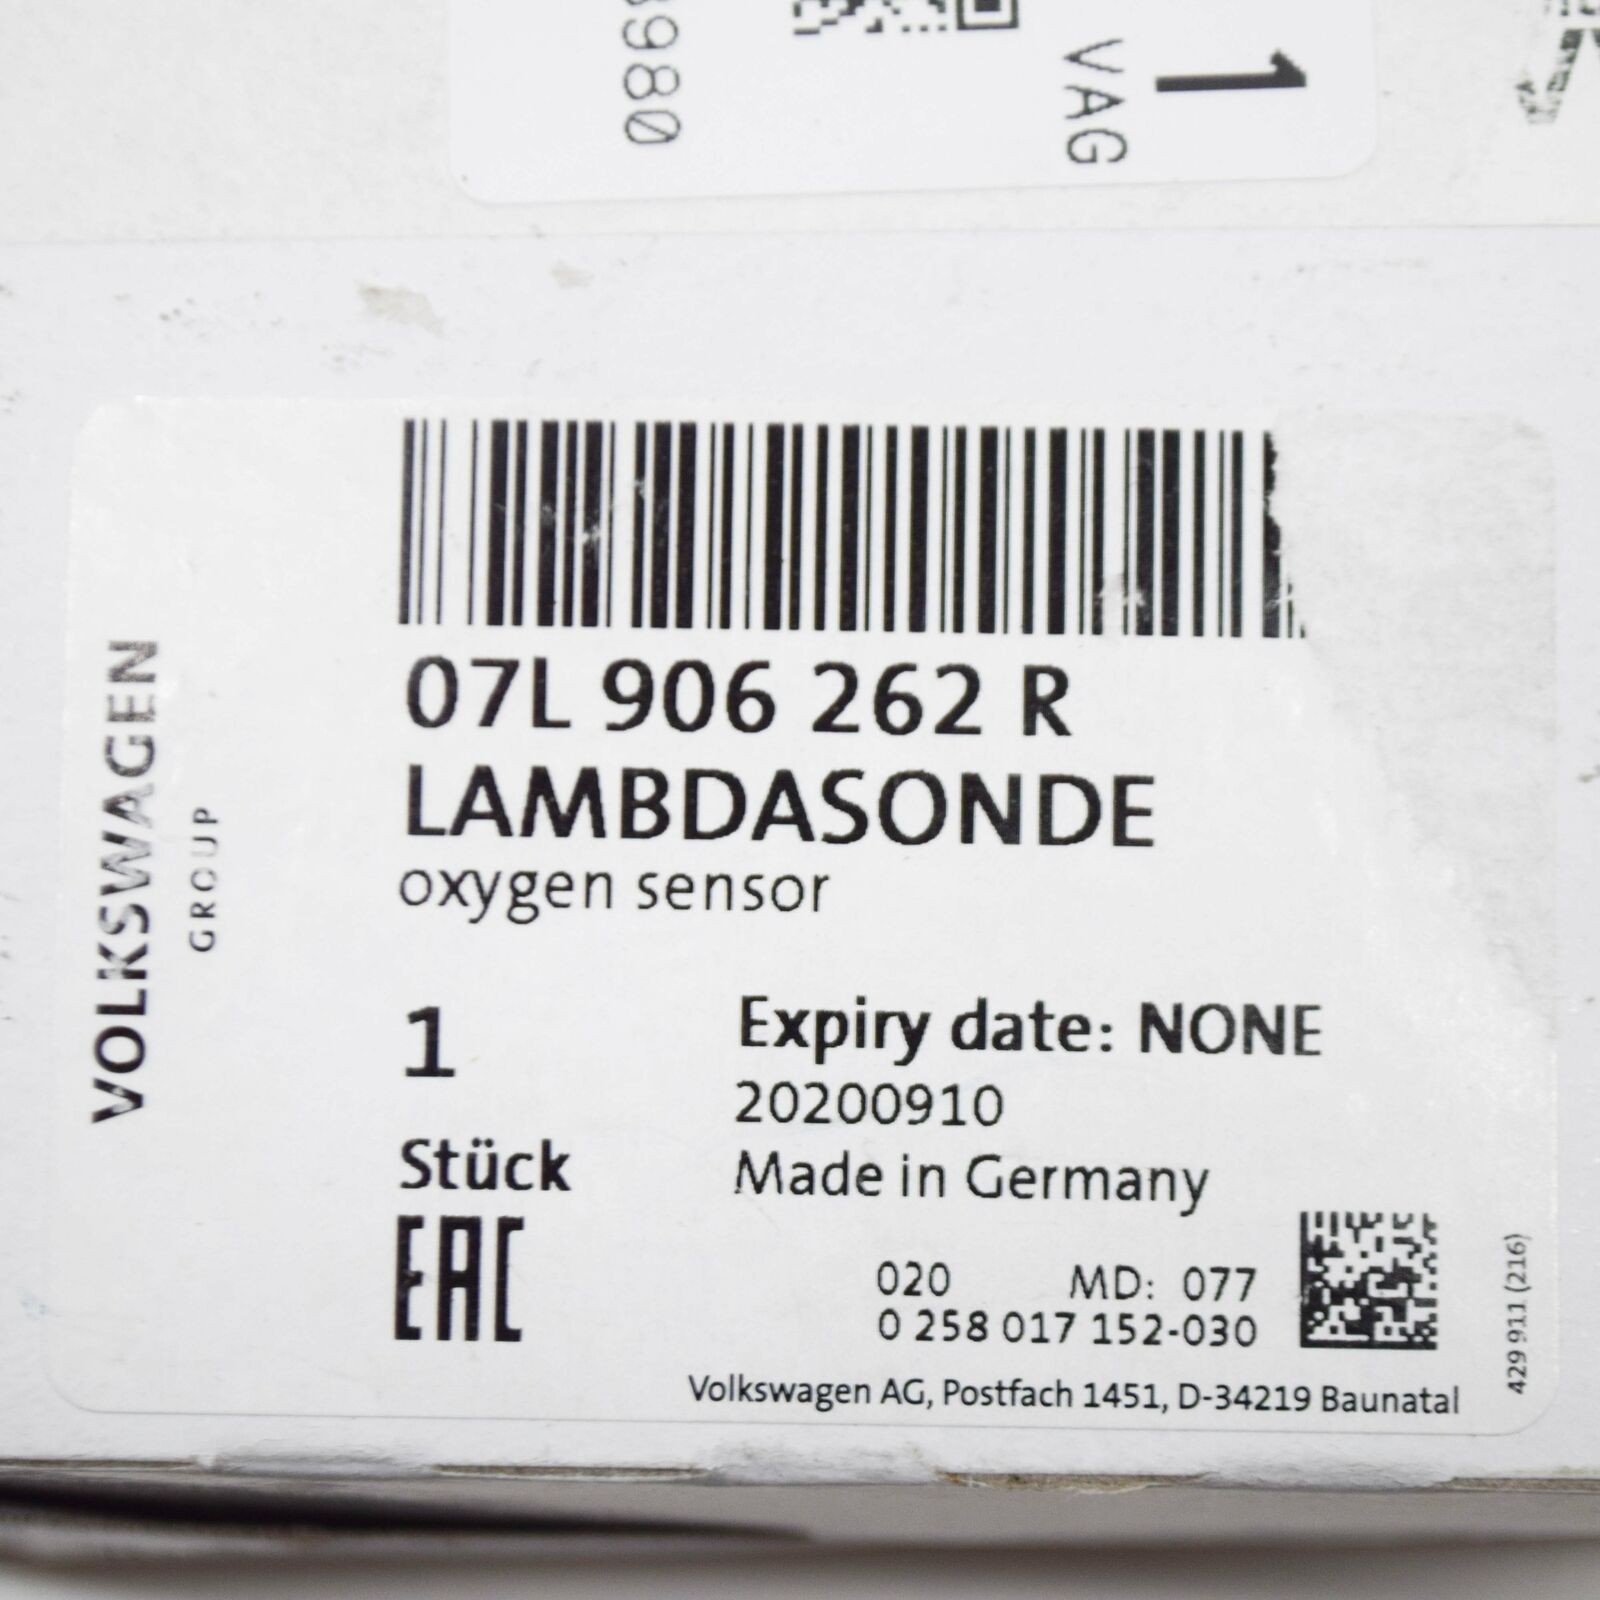 980
VAG
1
VOLKSWAGEN
GROUP
07L 906 262 R
LAMBDASONDE
oxygen sensor
1
Stück
EAC
Expiry date: NONE
20200910
Made in Germany
020 MD: 077
0 258 017 152-030
429 911 (216)
Volkswagen AG, Postfach 1451, D-34219 Baunatal